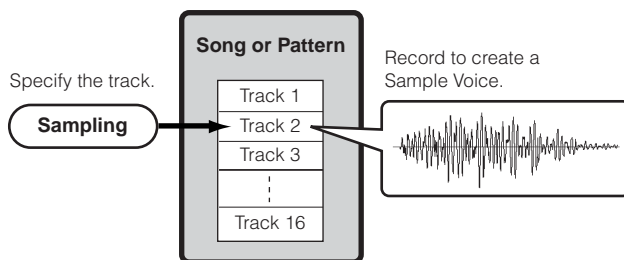 Song or Pattern
Specify the track.
Sampling
Track 1
Track 2
Track 3
Track 16
Record to create a
Sample Voice.